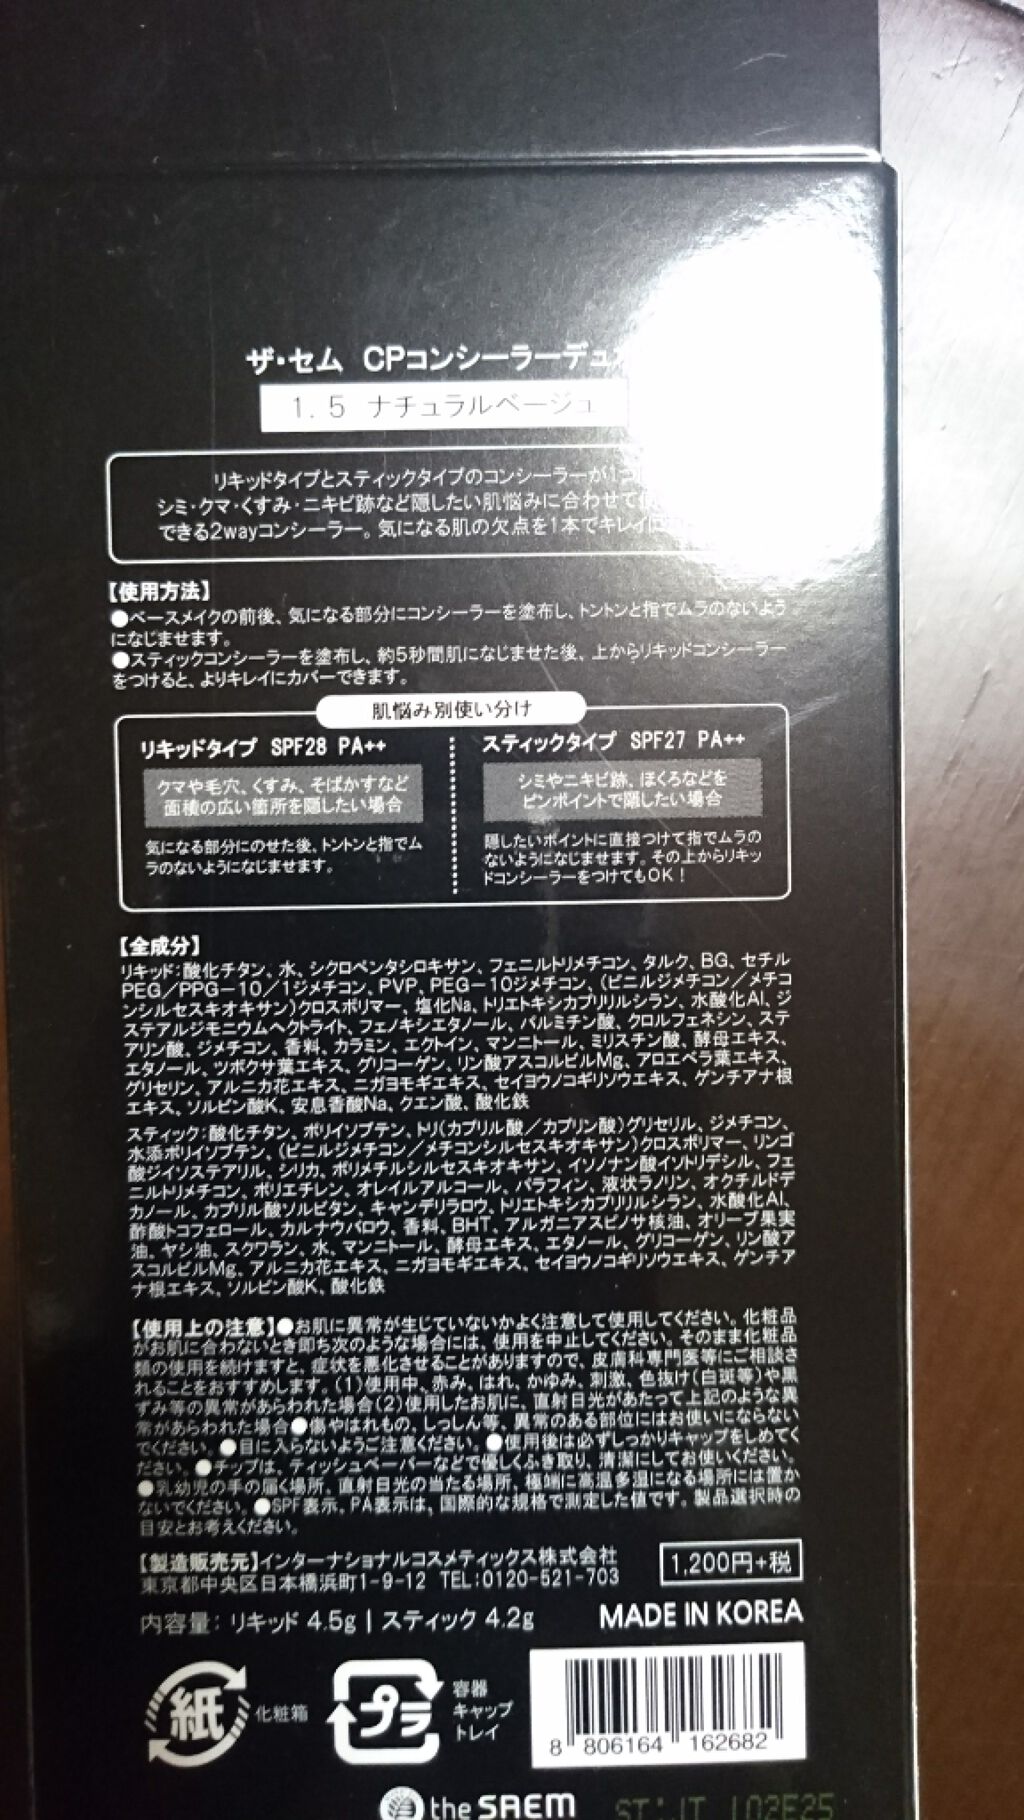 ザ・セム CPコンシーラーデュオ
1.5 ナチュラルベージュ
リキッドタイプとスティックタイプのコンシーラーが1つ
シミ・クマ・くすみ・ニキビ跡など隠したい肌悩みに合わせて
できる2wayコンシーラー。気になる肌の欠点を1本でキレイに
【使用方法】
●ベースメイクの前後、気になる部分にコンシーラーを塗布し、トントンと指でムラのないよう
になじませます。
●スティックコンシーラーを塗布し、約5秒間肌になじませた後、上からリキッドコンシーラー
をつけると、よりキレイにカバーできます。
肌悩み別使い分け
リキッドタイプ SPF28 PA++
クマや毛穴、くすみ、そばかすなど
面積の広い箇所を隠したい場合
気になる部分にのせた後、トントンと指でム
ラのないようになじませます。
スティックタイプ SPF27 PA++
シミやニキビ跡、ほくろなどを
ピンポイントで隠したい場合
隠したいポイントに直接つけて指でムラの
ないようになじませます。その上からリキッ
ドコンシーラーをつけてもOK！
【全成分】
リキッド:酸化チタン、水、シクロペンタシロキサン、フェニルトリメチコン、タルク、BG、セチル
PEG／PPG－10／1ジメチコン、PVP、PEG－10ジメチコン、（ビニルジメチコン／メチコ
ンシルセスキオキサン）クロスポリマー、塩化Na、トリエトキシカプリリルシラン、水酸化Al、ジ
ステアルジモニウムヘクトライト、フェノキシエタノール、パルミチン酸、クロルフェネシン、ステ
アリン酸、ジメチコン、香料、カラミン、エクトイン、マンニトール、ミリスチン酸、酵母エキス、
エタノール、ツボクサ葉エキス、グリコーゲン、リン酸アスコルビルMg、アロエベラ葉エキス、
グリセリン、アルニカ花エキス、ニガヨモギエキス、セイヨウノコギリソウエキス、ゲンチアナ根
エキス、ソルビン酸K、安息香酸Na、クエン酸、酸化鉄
スティック:酸化チタン、ポリイソブテン、トリ（カプリル酸／カプリン酸）グリセリル、ジメチコン、
水添ポリイソブテン、（ビニルジメチコン／メチコンシルセスキオキサン）クロスポリマー、リンゴ
酸ジイソステアリル、シリカ、ポリメチルシルセスキオキサン、イソノナン酸イソトリデシル、フェ
ニルトリメチコン、ポリエチレン、オレイルアルコール、パラフィン、液状ラノリン、オクチルドデ
カノール、カプリル酸ソルビタン、キャンデリラロウ、トリエトキシカプリリルシラン、水酸化Al、
酢酸トコフェロール、カルナウバロウ、香料、BHT、アルガニアスピノサ核油、オリーブ果実
油、ヤシ油、スクワラン、水、マンニトール、酵母エキス、エタノール、グリコーゲン、リン酸ア
スコルビルMg、アルニカ花エキス、ニガヨモギエキス、セイヨウノコギリソウエキス、ゲンチア
ナ根エキス、ソルビン酸K、酸化鉄
【使用上の注意】●お肌に異常が生じていないかよく注意して使用してください。化粧品
がお肌に合わないとき即ち次のような場合には、使用を中止してください。そのまま化粧品
類の使用を続けますと、症状を悪化させることがありますので、皮膚科専門医等にご相談さ
れることをおすすめします。（1）使用中、赤み、はれ、かゆみ、刺激、色抜け（白斑等）や黒
ずみ等の異常があらわれた場合（2）使用したお肌に、直射日光があたって上記のような異
常があらわれた場合●傷やはれもの、しっしん等、異常のある部位にはお使いにならない
でください。●目に入らないようご注意ください。●使用後は必ずしっかりキャップをしめてく
ださい。●チップは、ティッシュペーパーなどで優しくふき取り、清潔にしてお使いください。
●乳幼児の手の届く場所、直射日光の当たる場所、極端に高温多湿になる場所には置か
ないでください。●SPF表示、PA表示は、国際的な規格で測定した値です。製品選択時の
目安とお考えください。
【製造販売元】インターナショナルコスメティックス株式会社
東京都中央区日本橋浜町1-9-12 TEL:0120-521-703
1,200円+税
内容量: リキッド 4.5g | スティック 4.2g
MADE IN KOREA
紙 化粧箱
プラ
容器
キャップ
トレイ
8 806164 162682
the SAEM